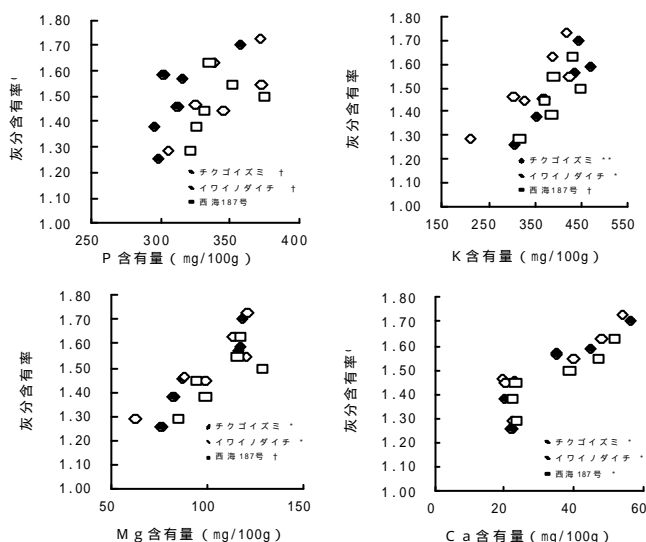 灰分含有率
1.80
1.70
1.60
1.50
1.40
1.30
1.20
1.10
1.00
250 300 350 400
P含有量(mg/100g)
チクゴイズミ †
イワイノダイチ †
西海187号
灰分含有率
1.80
1.70
1.60
1.50
1.40
1.30
1.20
1.10
1.00
150 250 350 450 550
K含有量(mg/100g)
チクゴイズミ **
イワイノダイチ *
西海187号 †
灰分含有率
1.80
1.70
1.60
1.50
1.40
1.30
1.20
1.10
1.00
50 100 150
Mg含有量(mg/100g)
チクゴイズミ *
イワイノダイチ *
西海187号 †
灰分含有率
1.80
1.70
1.60
1.50
1.40
1.30
1.20
1.10
1.00
0 20 40 60
Ca含有量(mg/100g)
チクゴイズミ *
イワイノダイチ *
西海187号 *